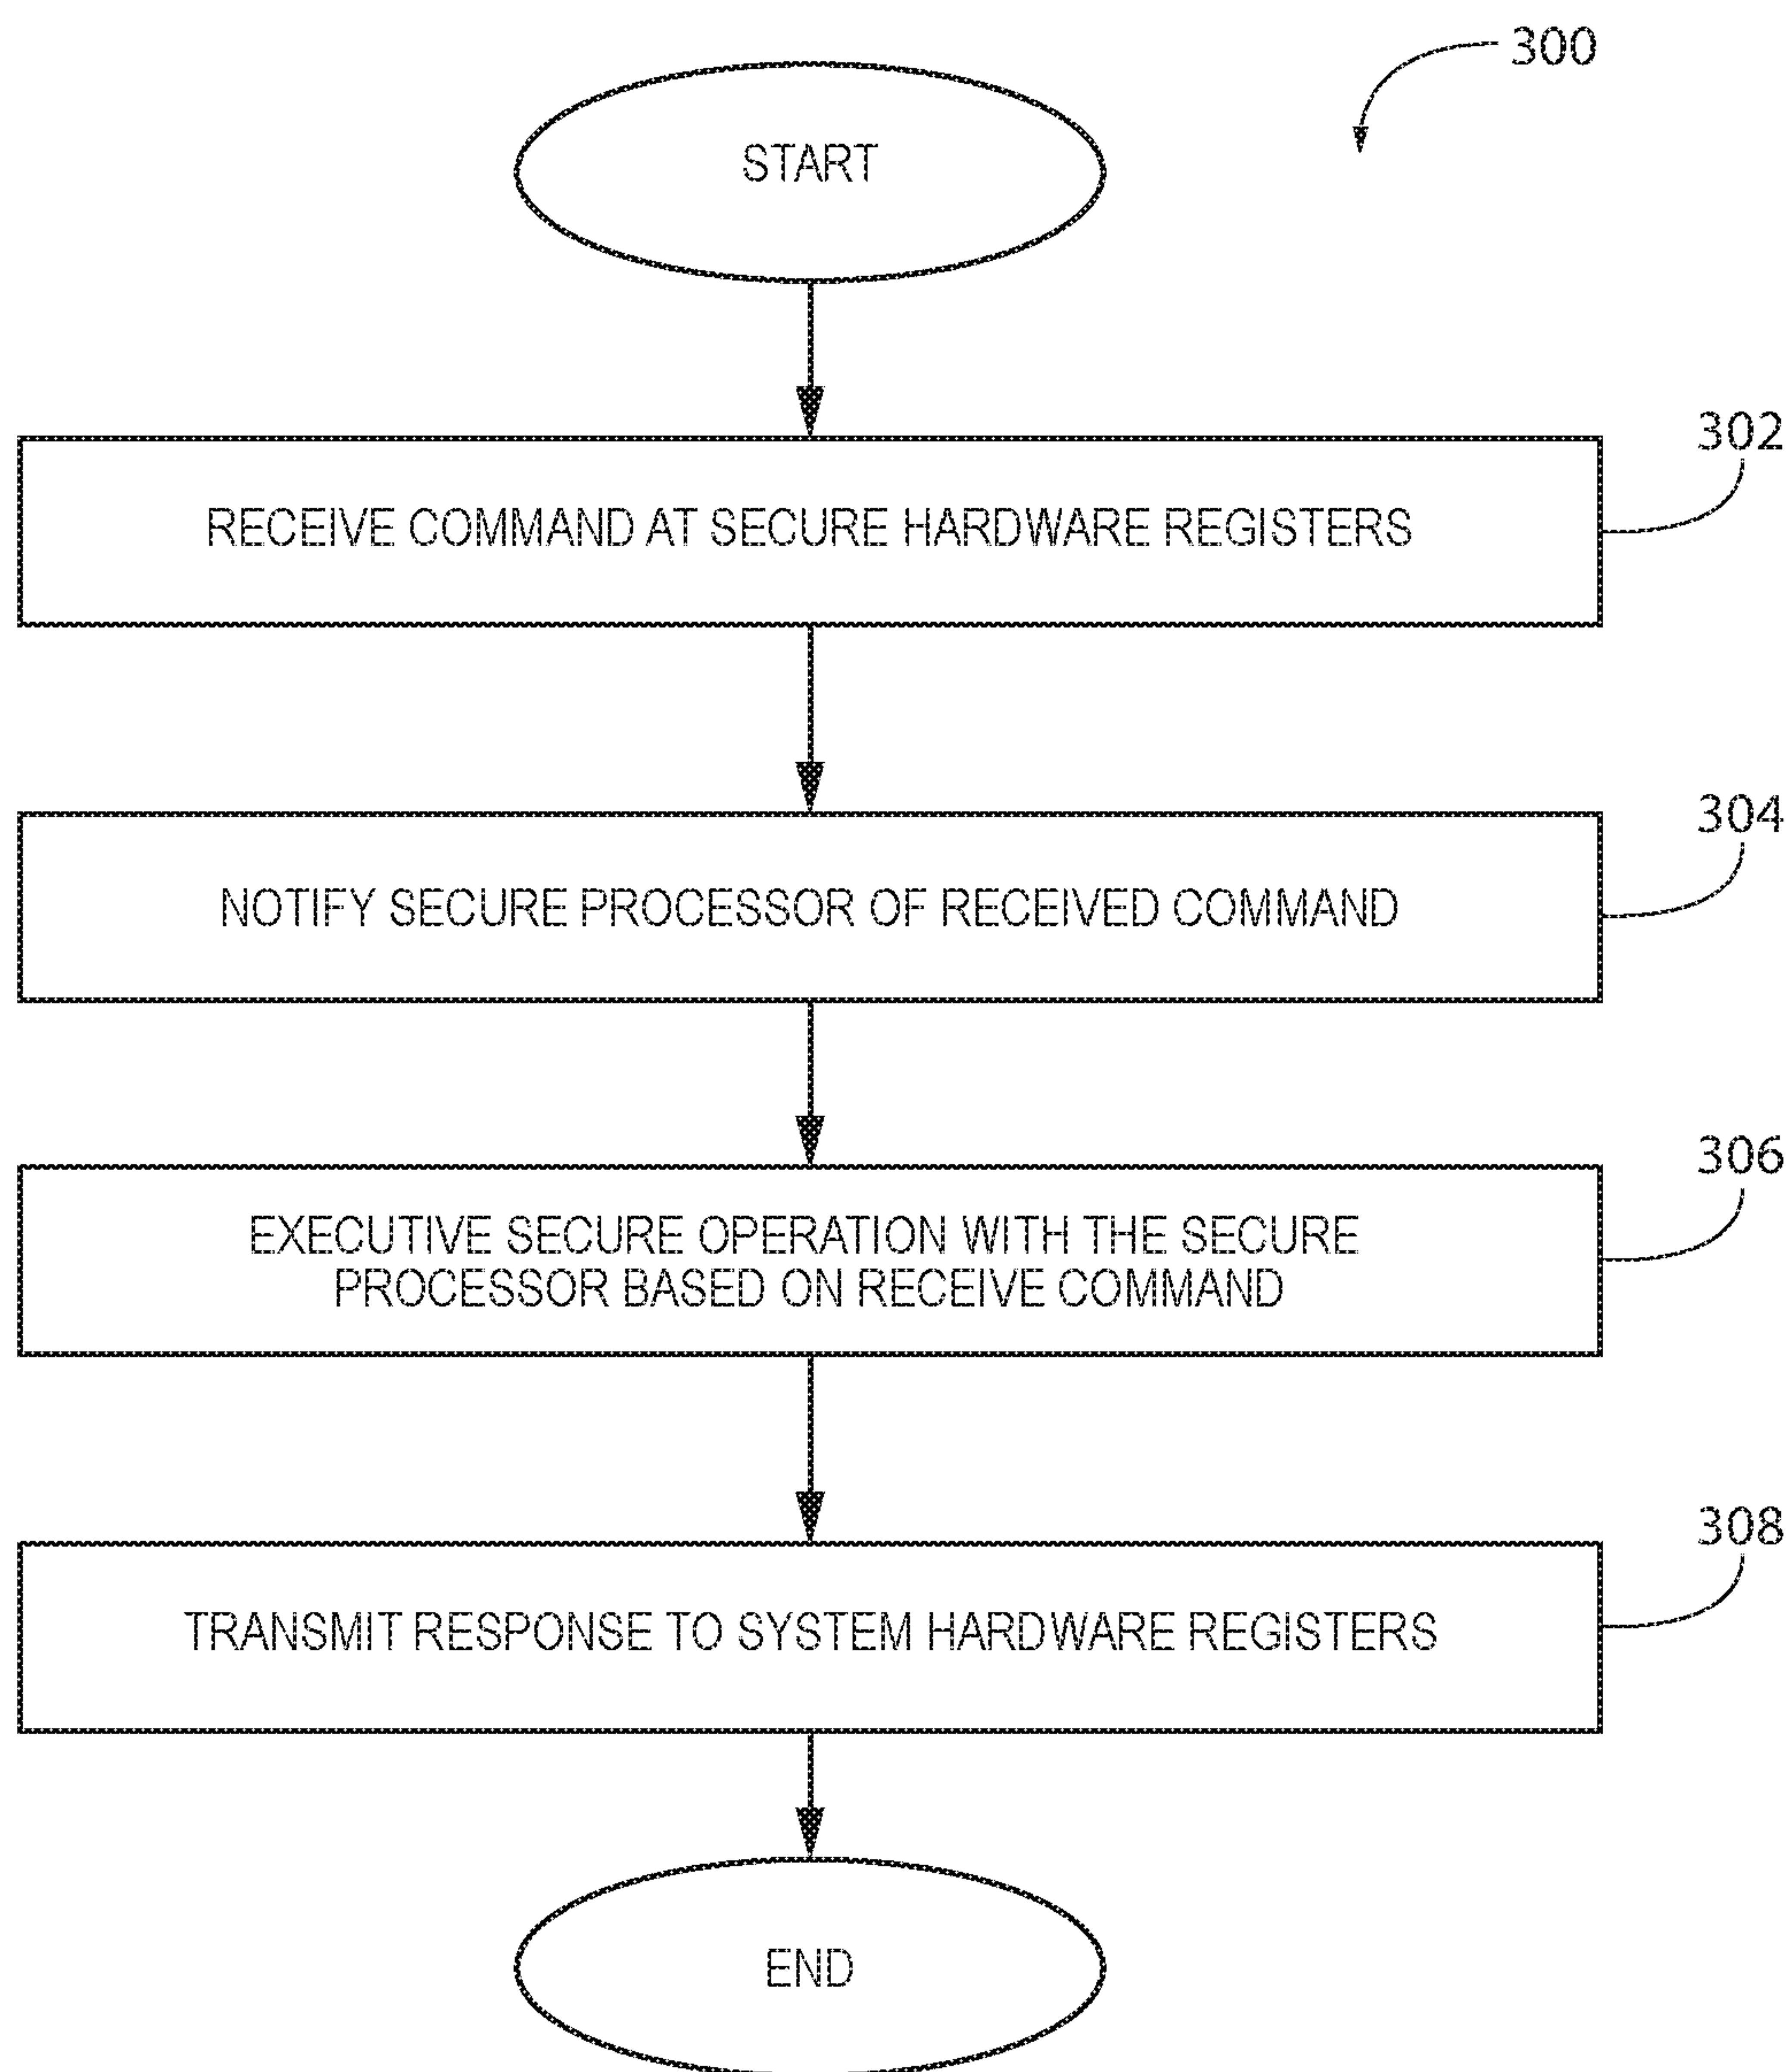 300
START
302
RECEIVE COMMAND AT SECURE HARDWARE REGISTERS
304
NOTIFY SECURE PROCESSOR OF RECEIVED COMMAND
306
EXECUTIVE SECURE OPERATION WITH THE SECURE
PROCESSOR BASED ON RECEIVE COMMAND
308
TRANSMIT RESPONSE TO SYSTEM HARDWARE REGISTERS
END